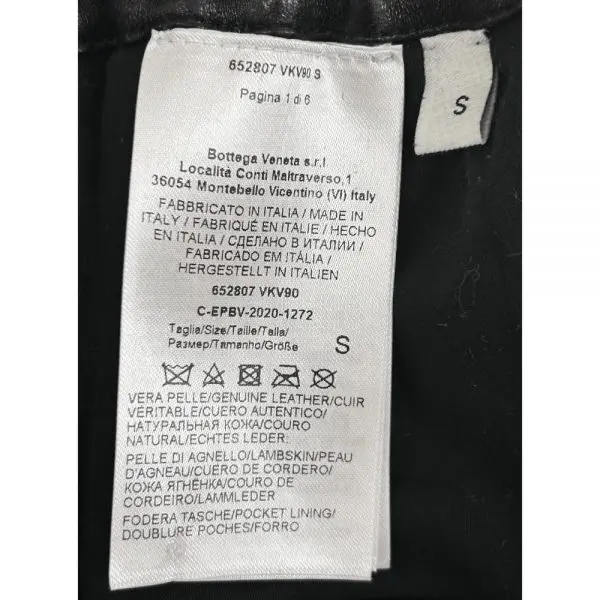 652807 VKV90 S
Pagina 1 di 6
S
Bottega Veneta s.r.l
Località Conti Maltraverso,1
36054 Montebello Vicentino (VI) Italy
FABBRICATO IN ITALIA / MADE IN
ITALY / FABRIQUÉ EN ITALIE / HECHO
EN ITALIA / СДЕЛАНО В ИТАЛИИ /
FABRICADO EM ITÁLIA /
HERGESTELLT IN ITALIEN
652807 VKV90
C-EPBV-2020-1272
Taglia/Size/Taille/Talla/
Размер/Tamanho/Größe S
VERA PELLE/GENUINE LEATHER/CUIR
VÉRITABLE/CUERO AUTENTICO/
НАТУРАЛЬНАЯ КОЖА/COURO
NATURAL/ECHTES LEDER:
PELLE DI AGNELLO/LAMBSKIN/PEAU
D'AGNEAU/CUERO DE CORDERO/
КОЖА ЯГНЁНКА/COURO DE
CORDEIRO/LAMMLEDER
FODERA TASCHE/POCKET LINING/
DOUBLURE POCHES/FORRO